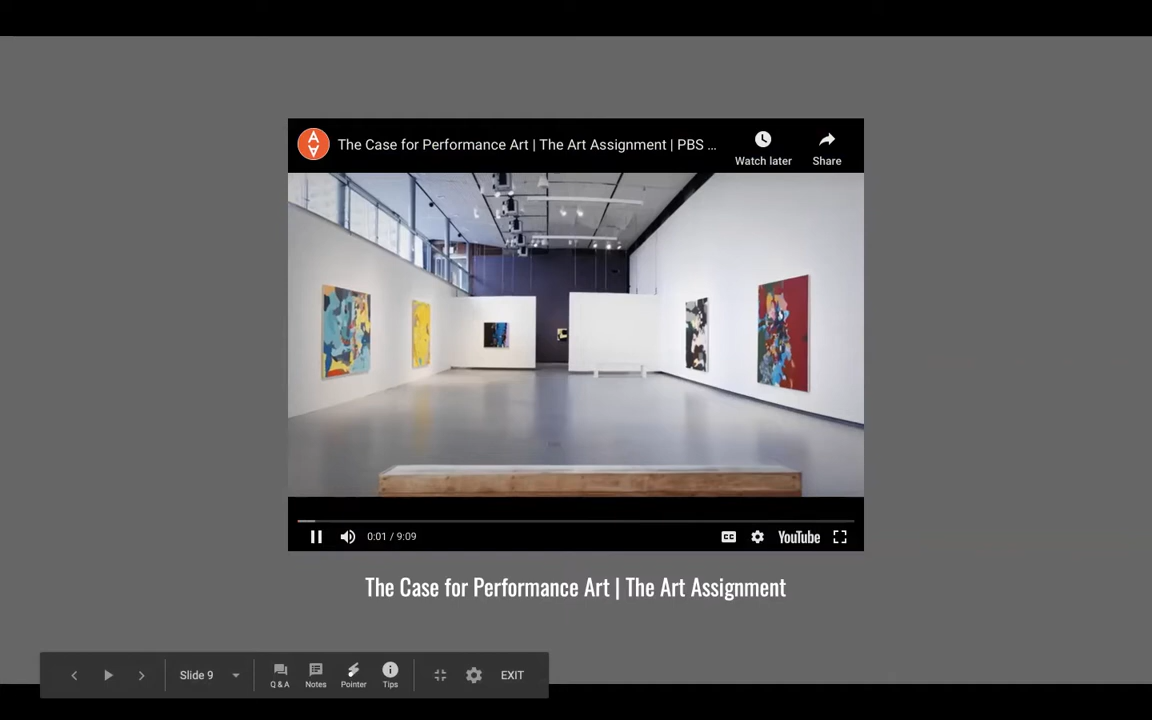 The Case for Performance Art | The Art Assignment | PBS ...
Watch later
Share
0:01 / 9:09
CC
YouTube
The Case for Performance Art | The Art Assignment
Slide 9
Q & A
Notes
Pointer
Tips
EXIT